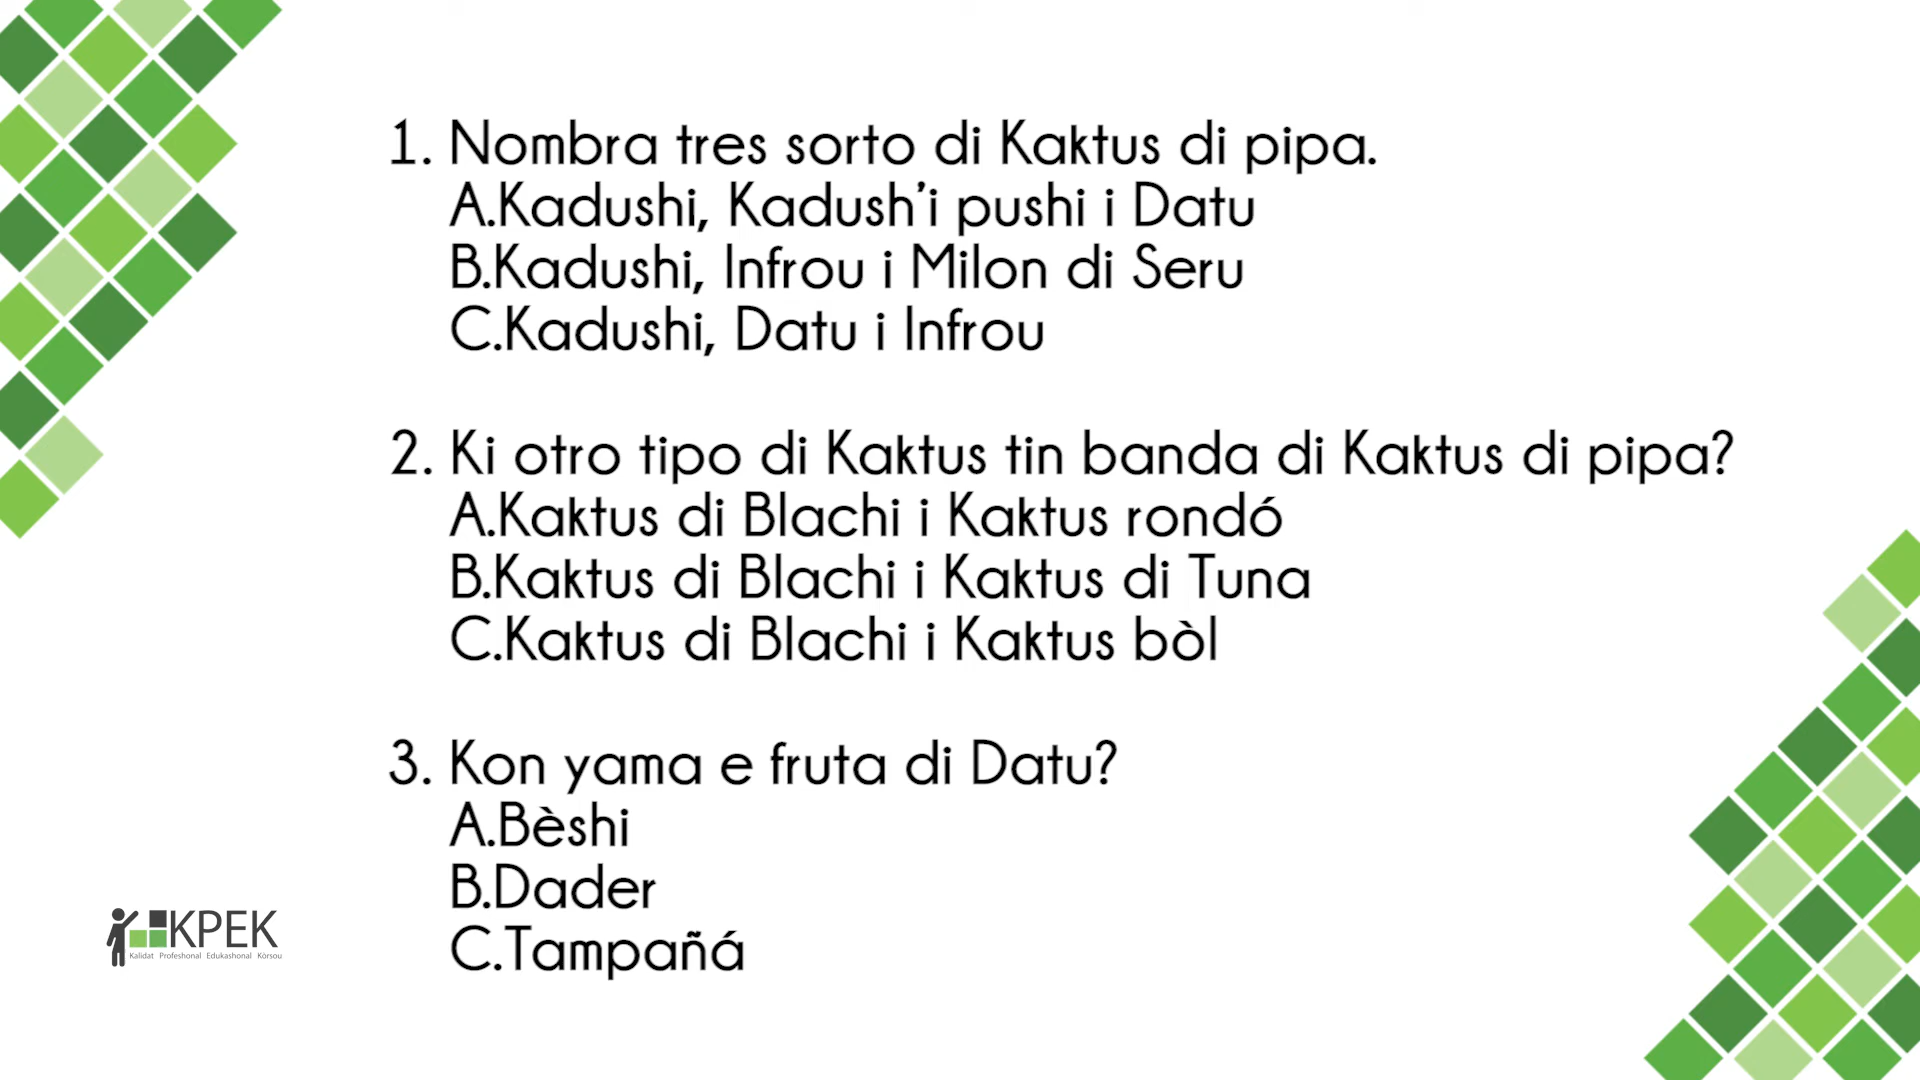 1. Nombra tres sorto di Kaktus di pipa.
A.Kadushi, Kadush’i pushi i Datu
B.Kadushi, Infrou i Milon di Seru
C.Kadushi, Datu i Infrou
2. Ki otro tipo di Kaktus tin banda di Kaktus di pipa?
A.Kaktus di Blachi i Kaktus rondó
B.Kaktus di Blachi i Kaktus di Tuna
C.Kaktus di Blachi i Kaktus bòl
3. Kon yama e fruta di Datu?
A.Bèshi
B.Dader
C.Tampañá
KPEK
Kalidat Profeshonal Edukashonal Kòrsou